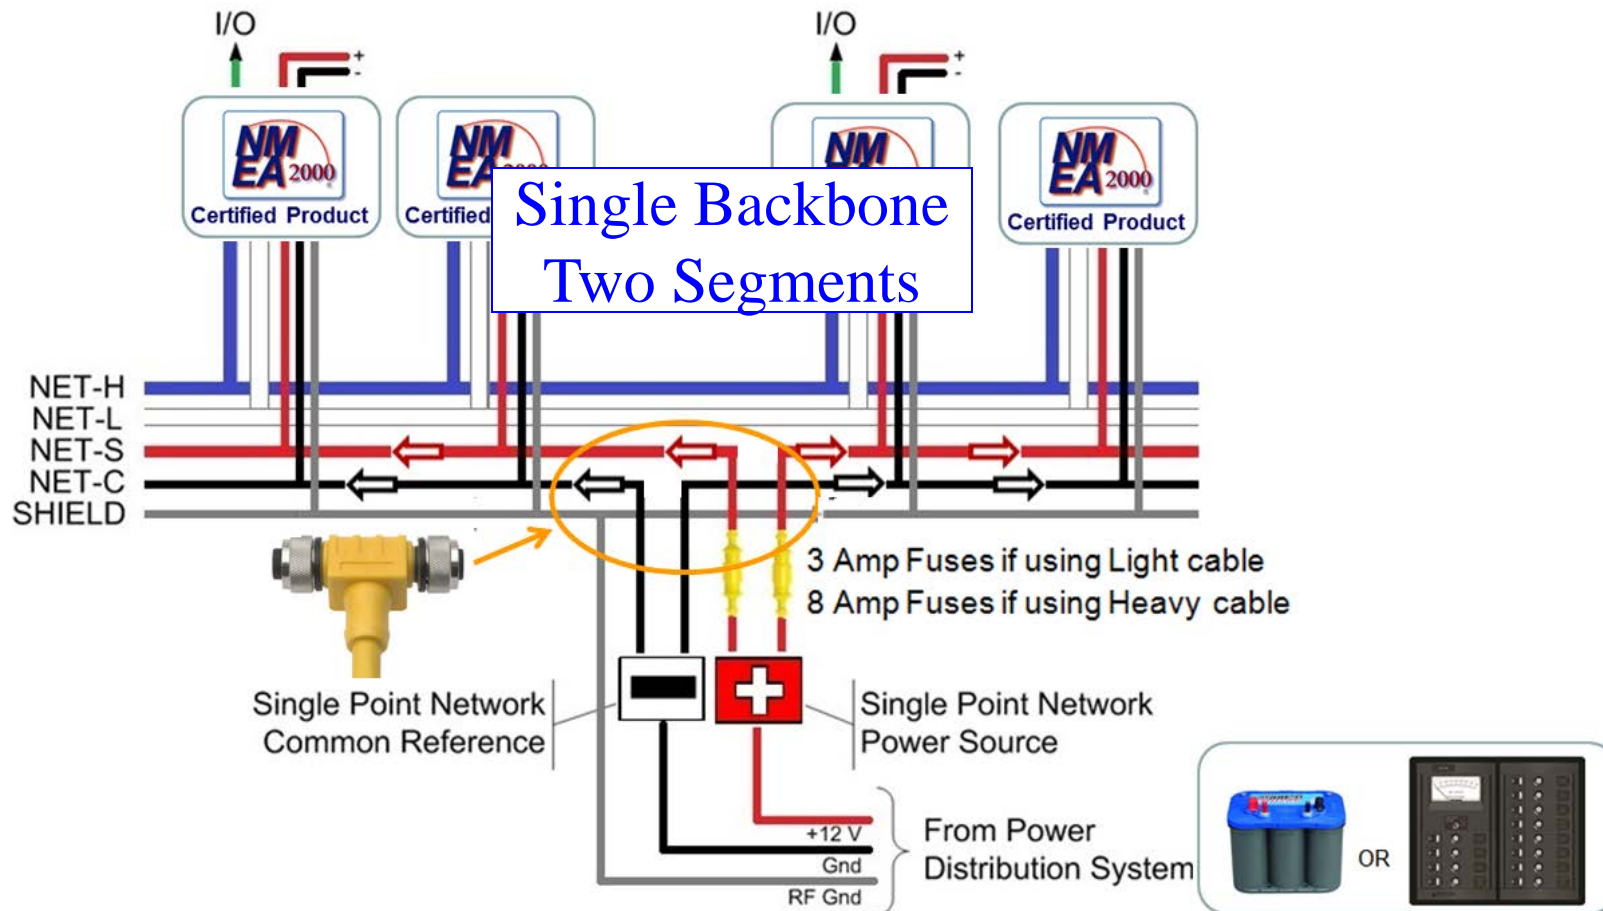 I/O
+
-
I/O
+
-
NM
EA 2000
Certified Product
NM
EA
Certified
NM
NM
EA 2000
Certified Product
Single Backbone
Two Segments
NET-H
NET-L
NET-S
NET-C
SHIELD
3 Amp Fuses if using Light cable
8 Amp Fuses if using Heavy cable
Single Point Network
Common Reference
Single Point Network
Power Source
+12 V
Gnd
RF Gnd
From Power
Distribution System
OR